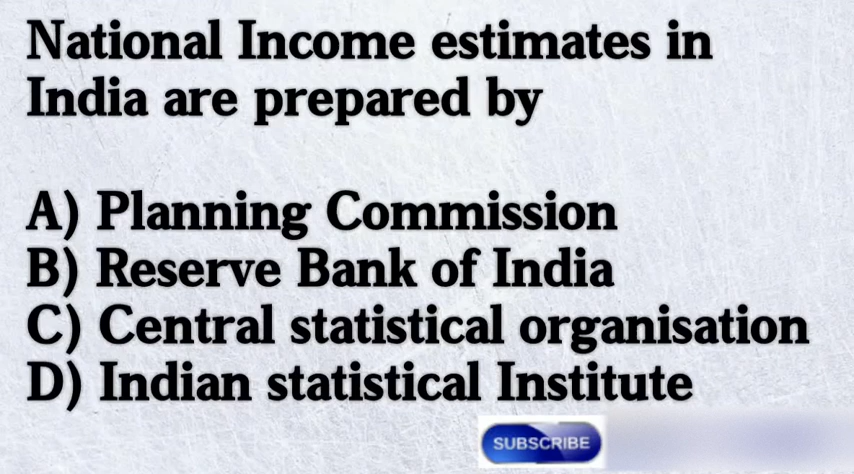 National Income estimates in
India are prepared by
A) Planning Commission
B) Reserve Bank of India
C) Central statistical organisation
D) Indian statistical Institute
SUBSCRIBE